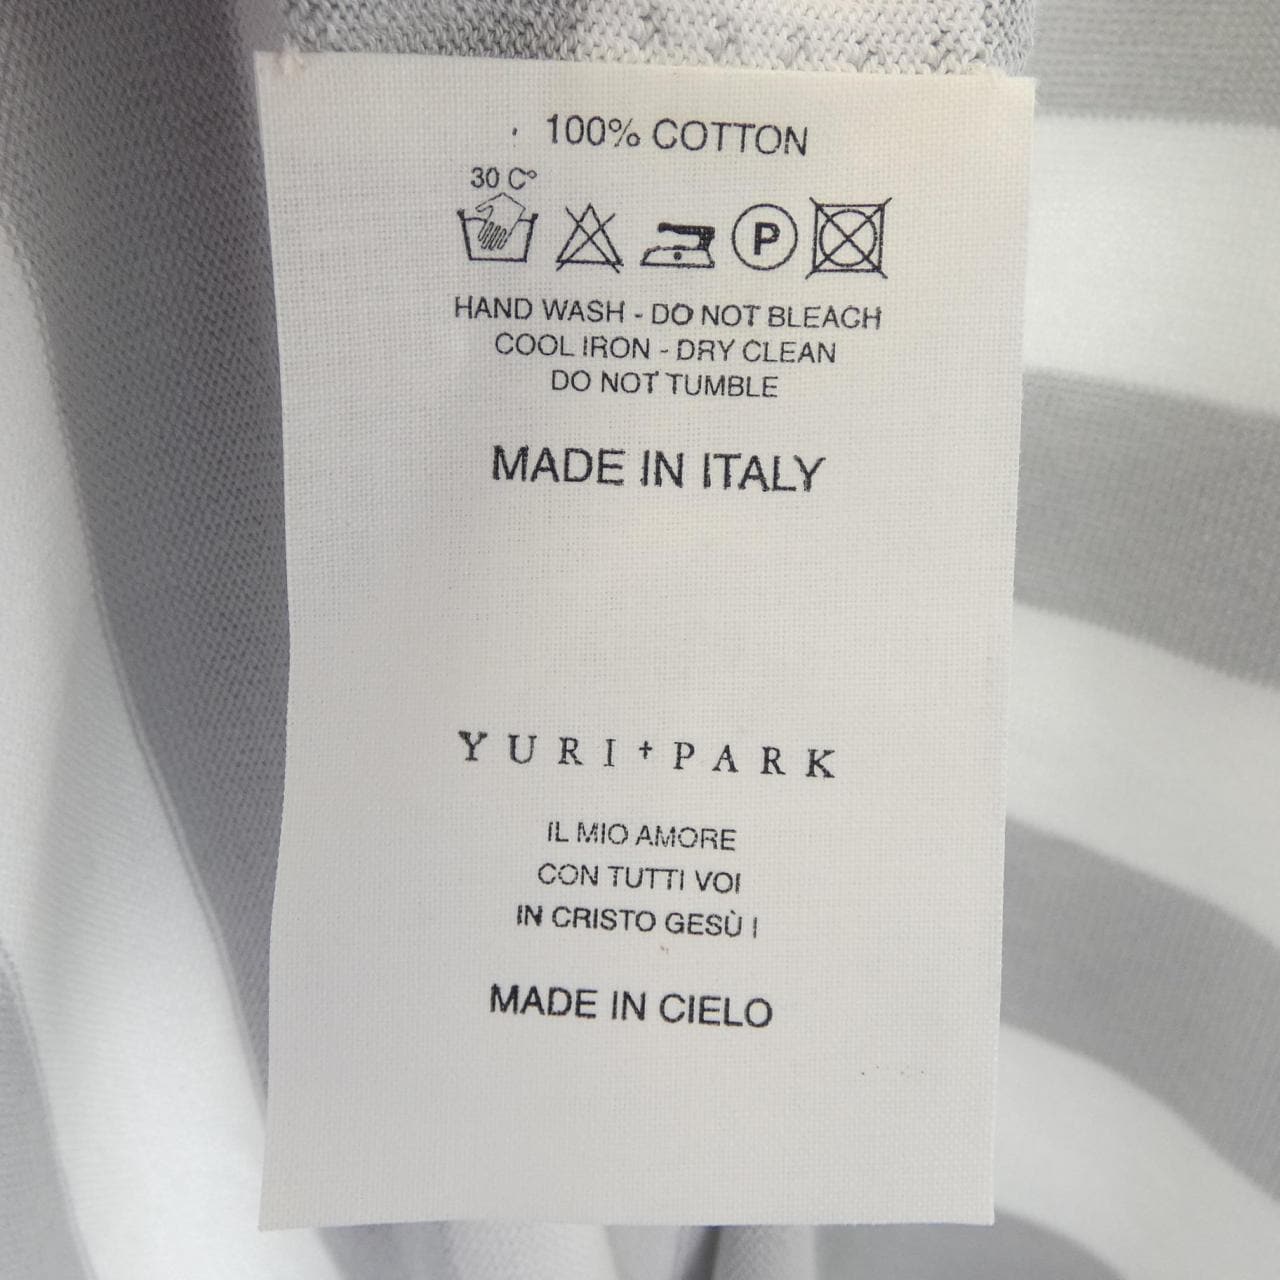 100% COTTON
30 C°
P
HAND WASH - DO NOT BLEACH
COOL IRON - DRY CLEAN
DO NOT TUMBLE
MADE IN ITALY
YURI+PARK
IL MIO AMORE
CON TUTTI VOI
IN CRISTO GESÙ !
MADE IN CIELO